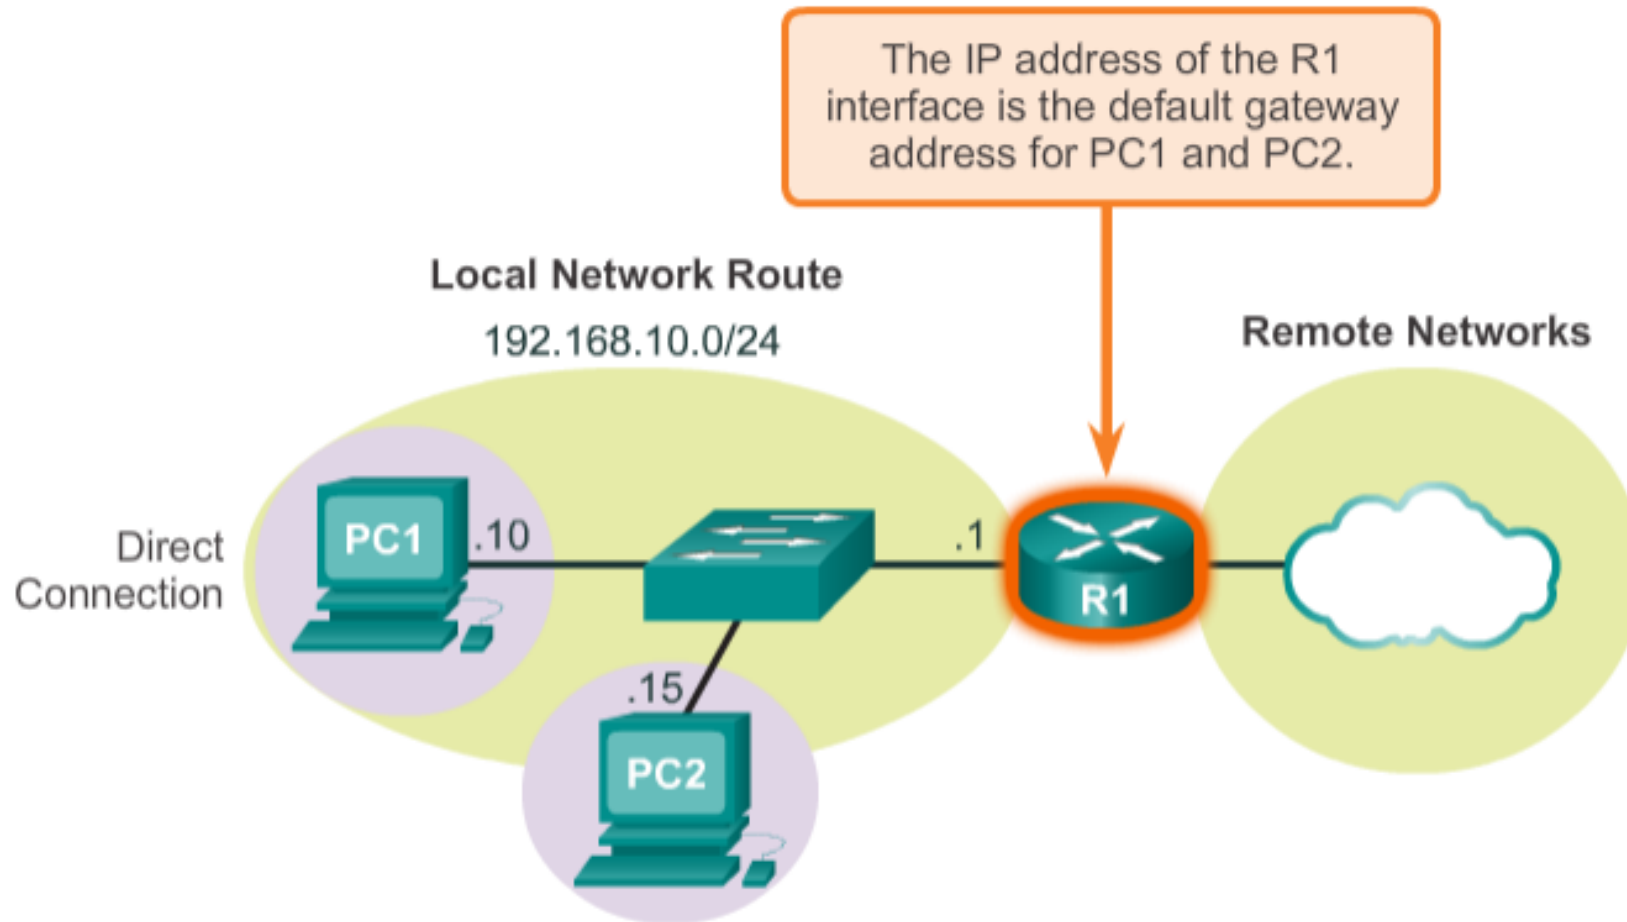 The IP address of the R1
interface is the default gateway
address for PC1 and PC2.
Local Network Route
192.168.10.0/24
Remote Networks
Direct
Connection
PC1
.10
.1
R1
.15
PC2